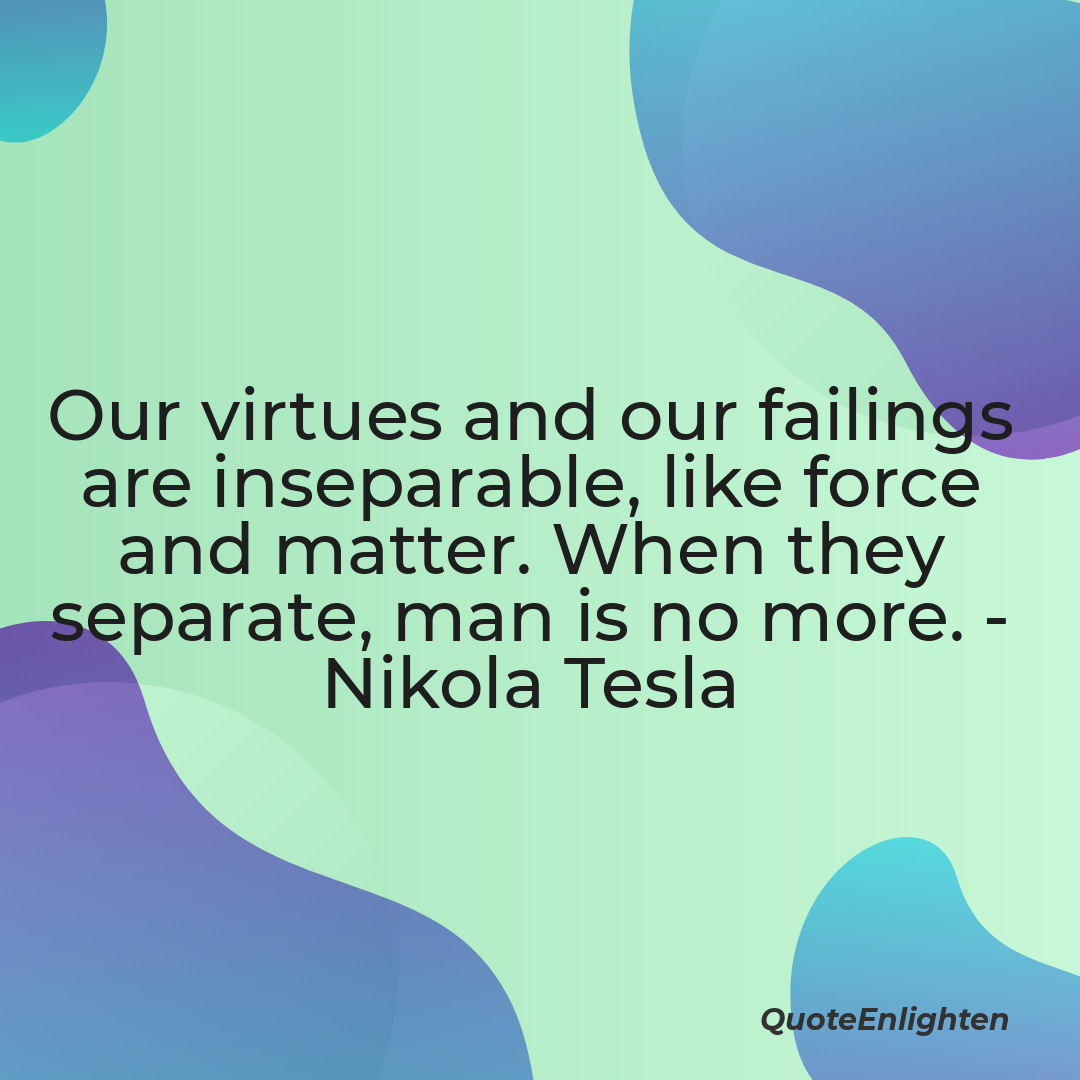 Our virtues and our failings
are inseparable, like force
and matter. When they
separate, man is no more. -
Nikola Tesla
QuoteEnlighten